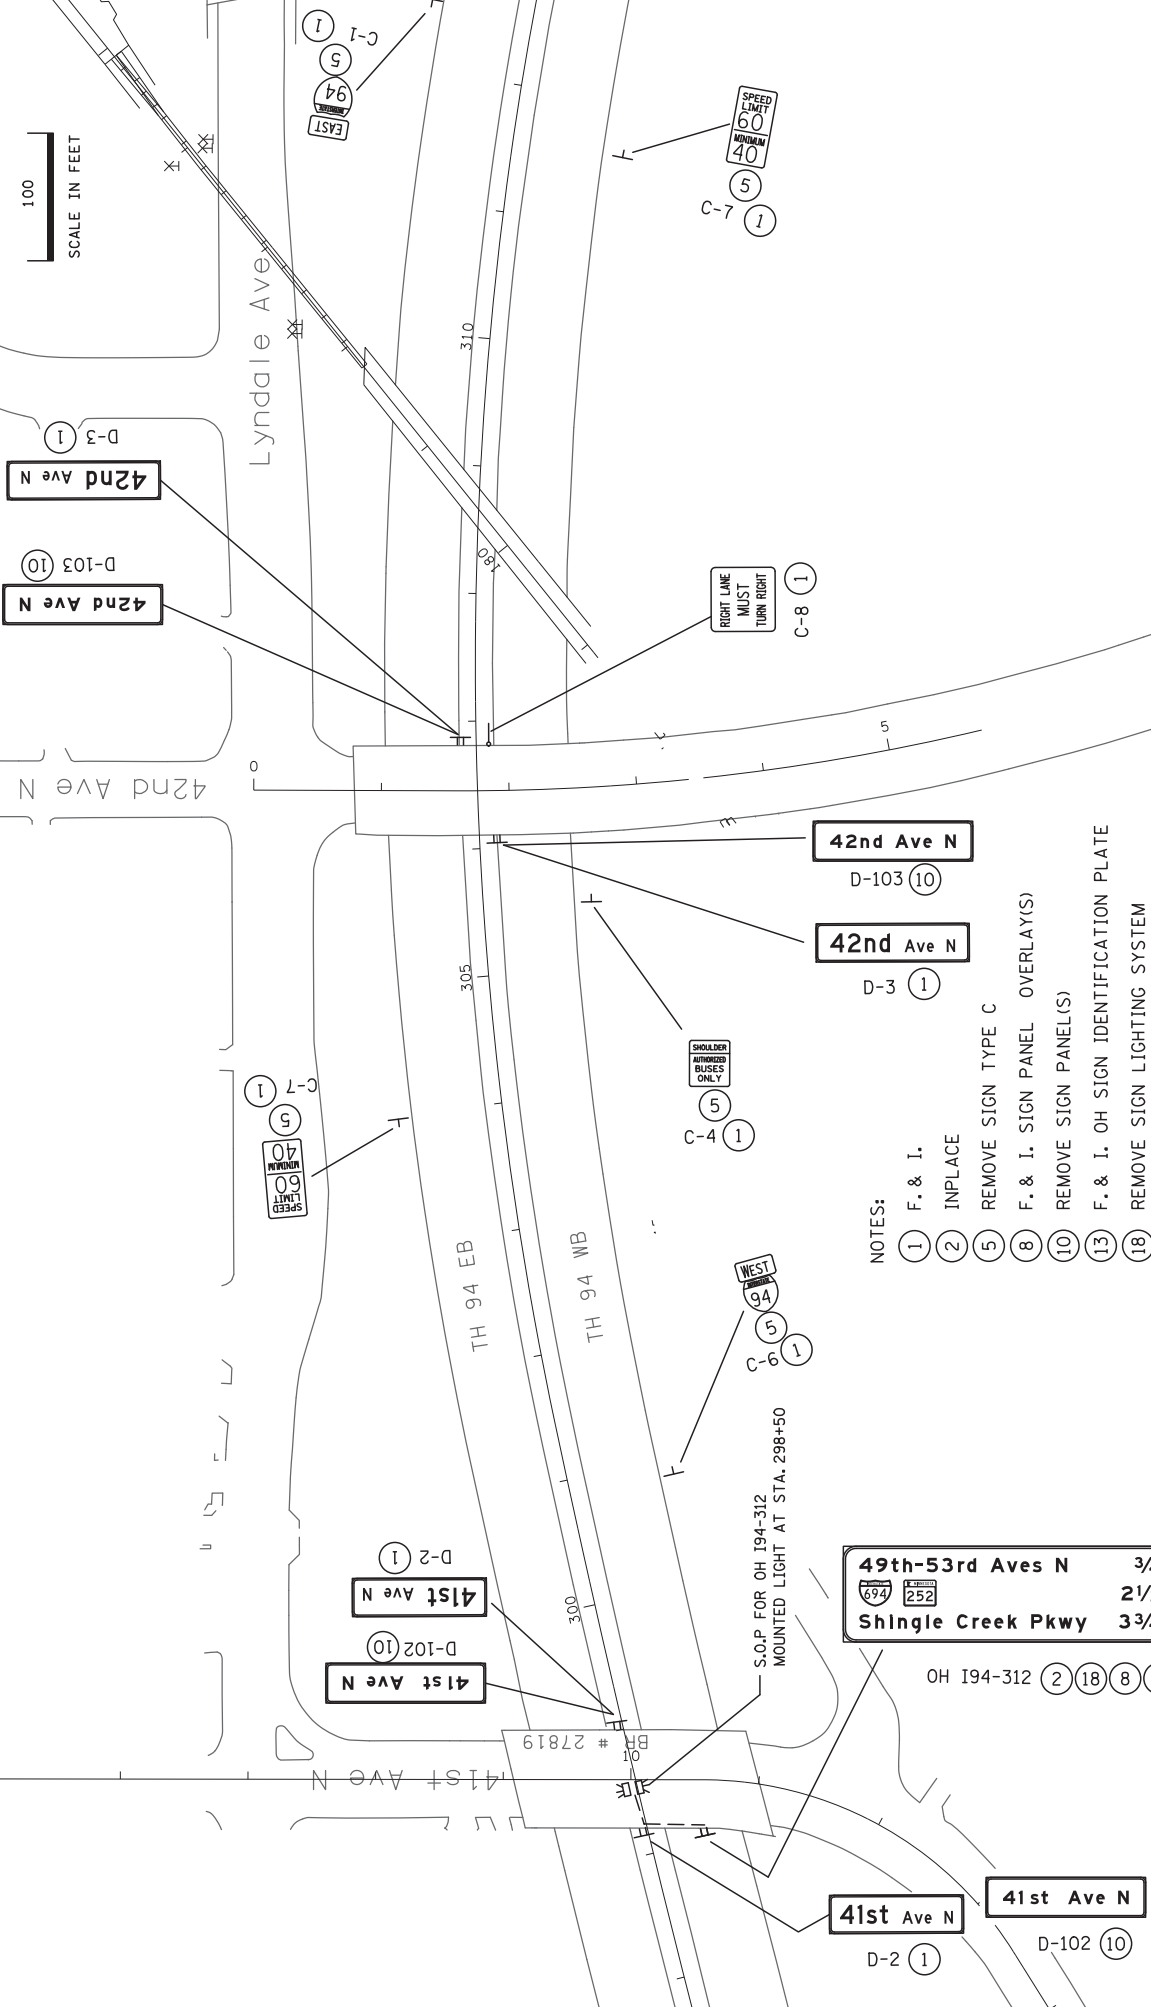 1
C-1
5
94
INTERSTATE
EAST
100
SCALE IN FEET
SPEED
LIMIT
60
MINIMUM
40
5
C-7
1
Lyndale Ave
310
D-3
1
42nd Ave N
D-103
10
42nd Ave N
180
RIGHT LANE
MUST
TURN RIGHT
C-8
1
42nd Ave N
0
5
42nd Ave N
D-103
10
42nd Ave N
D-3
1
305
SHOULDER
AUTHORIZED
BUSES
ONLY
5
C-4
1
C-7
1
5
SPEED
LIMIT
60
MINIMUM
40
NOTES:
1 F. & I.
2 INPLACE
5 REMOVE SIGN TYPE C
8 F. & I. SIGN PANEL OVERLAY(S)
10 REMOVE SIGN PANEL(S)
13 F. & I. OH SIGN IDENTIFICATION PLATE
18 REMOVE SIGN LIGHTING SYSTEM
TH 94 EB
TH 94 WB
WEST
INTERSTATE
94
5
C-6
1
S.O.P FOR OH I94-312
MOUNTED LIGHT AT STA. 298+50
300
D-2
1
41st Ave N
D-102
10
41st Ave N
49th-53rd Aves N
694
MINNESOTA
252
2 1/
Shingle Creek Pkwy 3 3/
OH I94-312 2 18 8
BR # 27819
10
41st Ave N
41st Ave N
D-2
1
41st Ave N
D-102
10